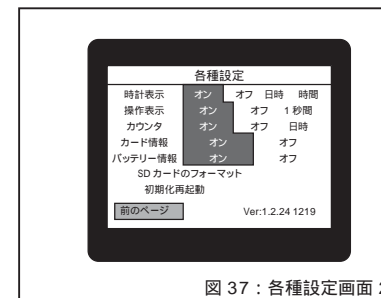 各種設定
時計表示 オン オフ 日時 時間
操作表示 オン オフ 1 秒間
カウンタ オン オフ 日時
カード情報 オン オフ
バッテリー情報 オン オフ
SD カードのフォーマット
初期化再起動
前のページ Ver:1.2.24 1219
図 37：各種設定画面 2